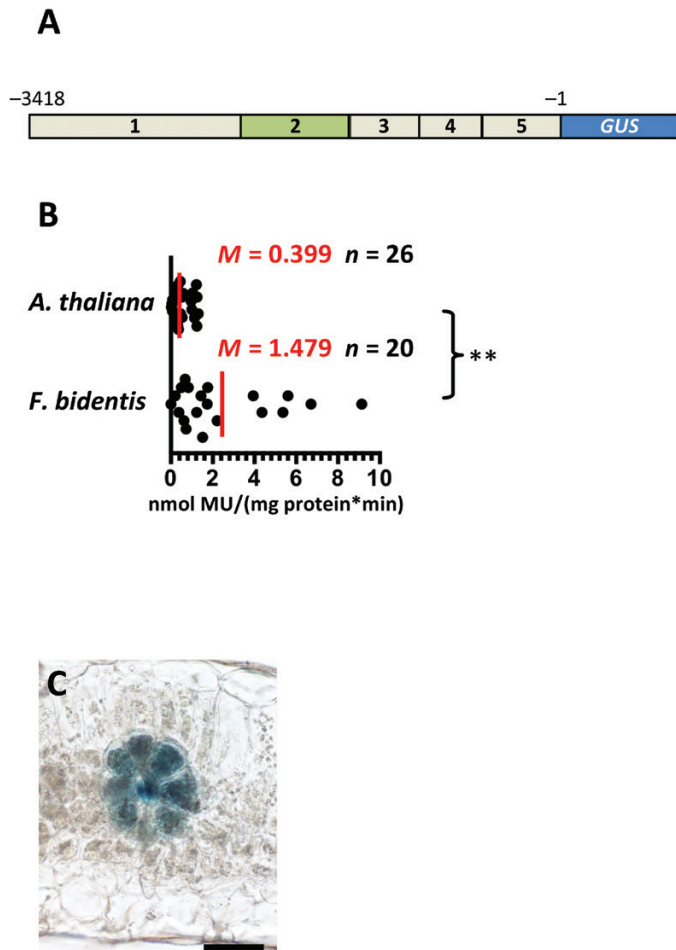 A
–3418
–1
1 2 3 4 5 GUS
B
M = 0.399 n = 26
A. thaliana
**
M = 1.479 n = 20
F. bidentis
0 2 4 6 8 10
nmol MU/(mg protein*min)
C